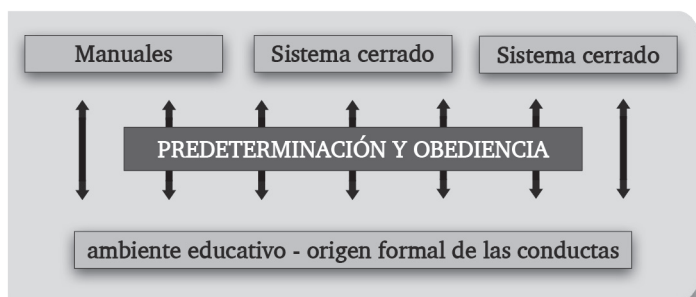 Manuales
Sistema cerrado
Sistema cerrado
PREDETERMINACIÓN Y OBEDIENCIA
ambiente educativo - origen formal de las conductas